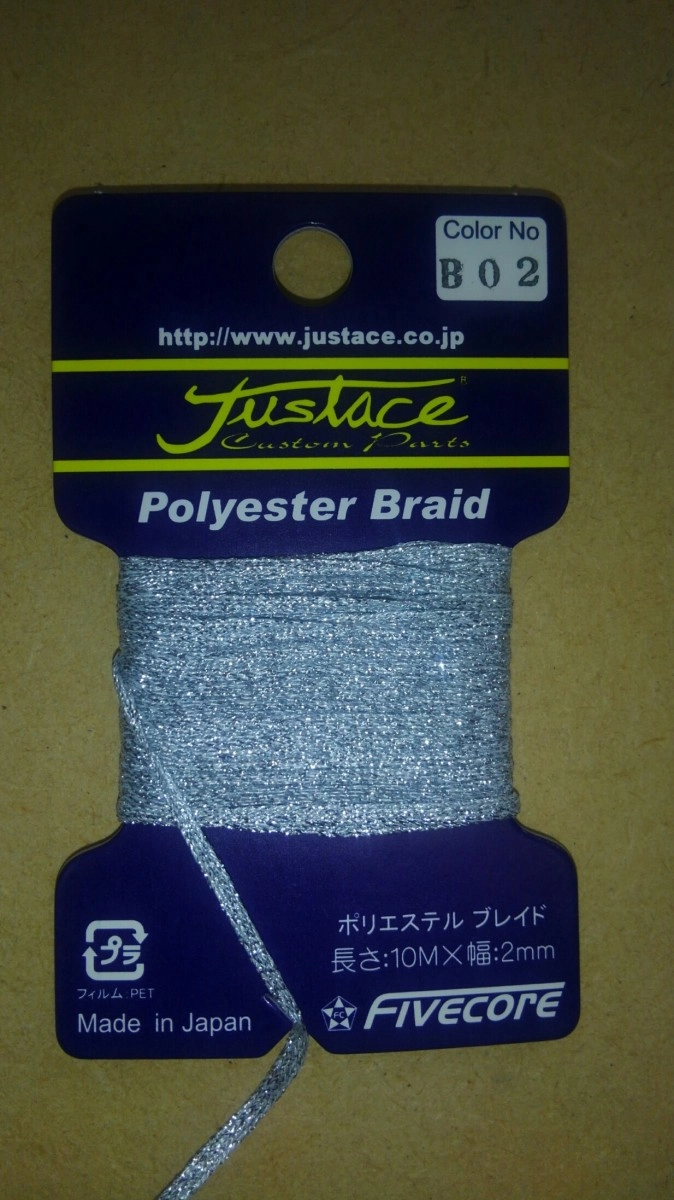 Color No
B02
http://www.justace.co.jp
Justace®
Custom Parts
Polyester Braid
ポリエステル ブレイド
長さ:10M×幅:2mm
プラ
フィルム:PET
Made in Japan
FC FIVECORE